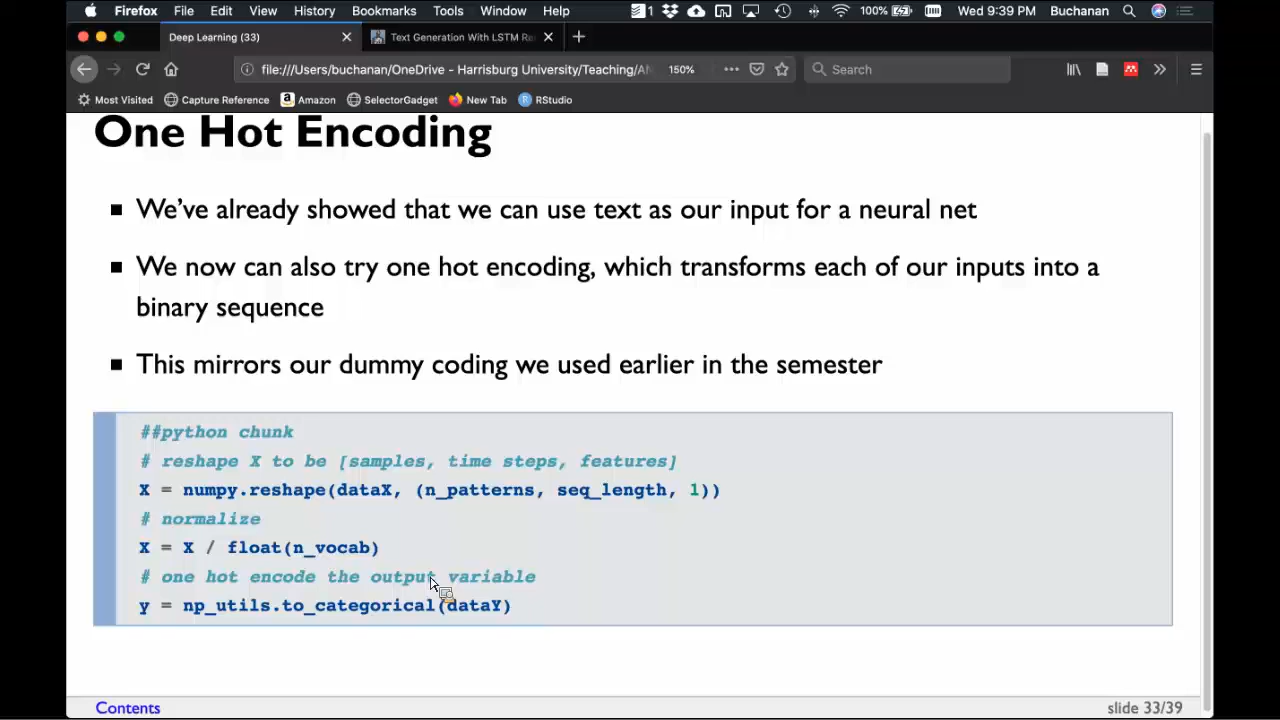 Firefox File Edit View History Bookmarks Tools Window Help 1 100% Wed 9:39 PM Buchanan
Deep Learning (33) Text Generation With LSTM Re
file:///Users/buchanan/OneDrive - Harrisburg University/Teaching/AN 150% Search
Most Visited Capture Reference Amazon SelectorGadget New Tab RStudio
One Hot Encoding
We’ve already showed that we can use text as our input for a neural net
We now can also try one hot encoding, which transforms each of our inputs into a
binary sequence
This mirrors our dummy coding we used earlier in the semester
##python chunk
# reshape X to be [samples, time steps, features]
X = numpy.reshape(dataX, (n_patterns, seq_length, 1))
# normalize
X = X / float(n_vocab)
# one hot encode the output variable
y = np_utils.to_categorical(dataY)
Contents slide 33/39